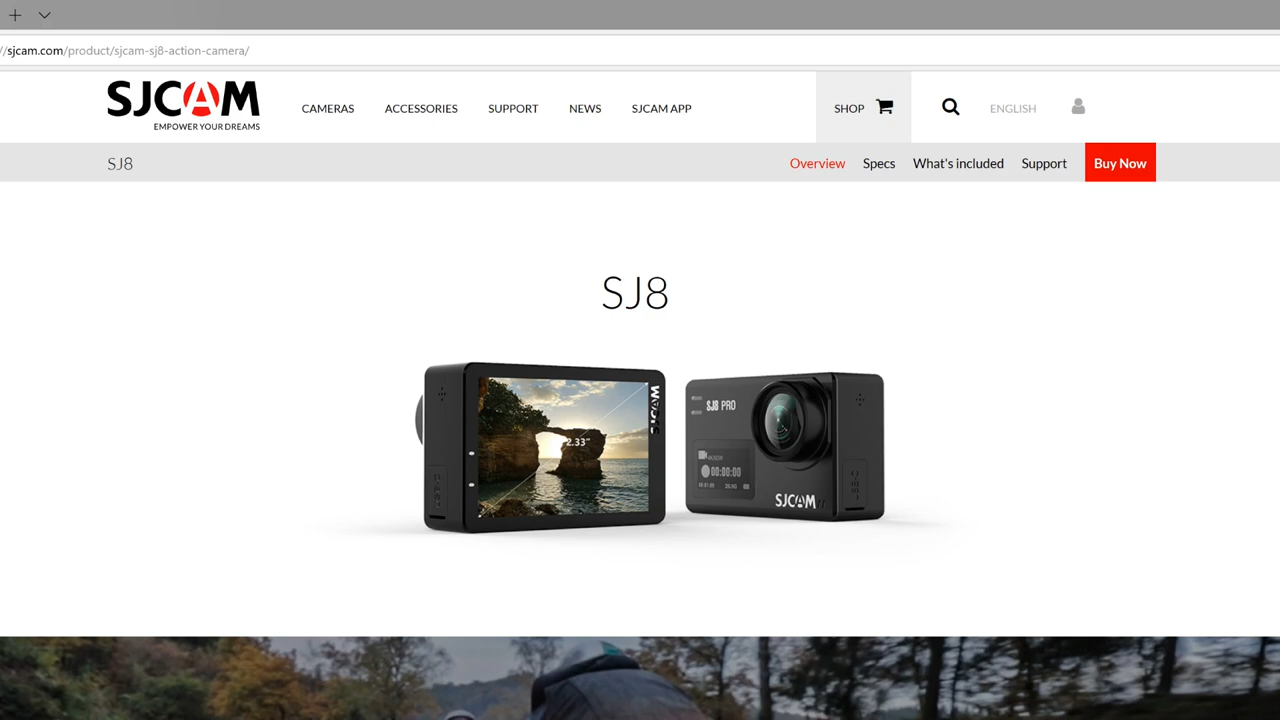 //sjcam.com/product/sjcam-sj8-action-camera/
SJCAM
EMPOWER YOUR DREAMS
CAMERAS ACCESSORIES SUPPORT NEWS SJCAM APP SHOP ENGLISH
SJ8 Overview Specs What's included Support Buy Now
SJ8
SJCAM
2.33"
SJ8 PRO
00:00:00
SJCAM